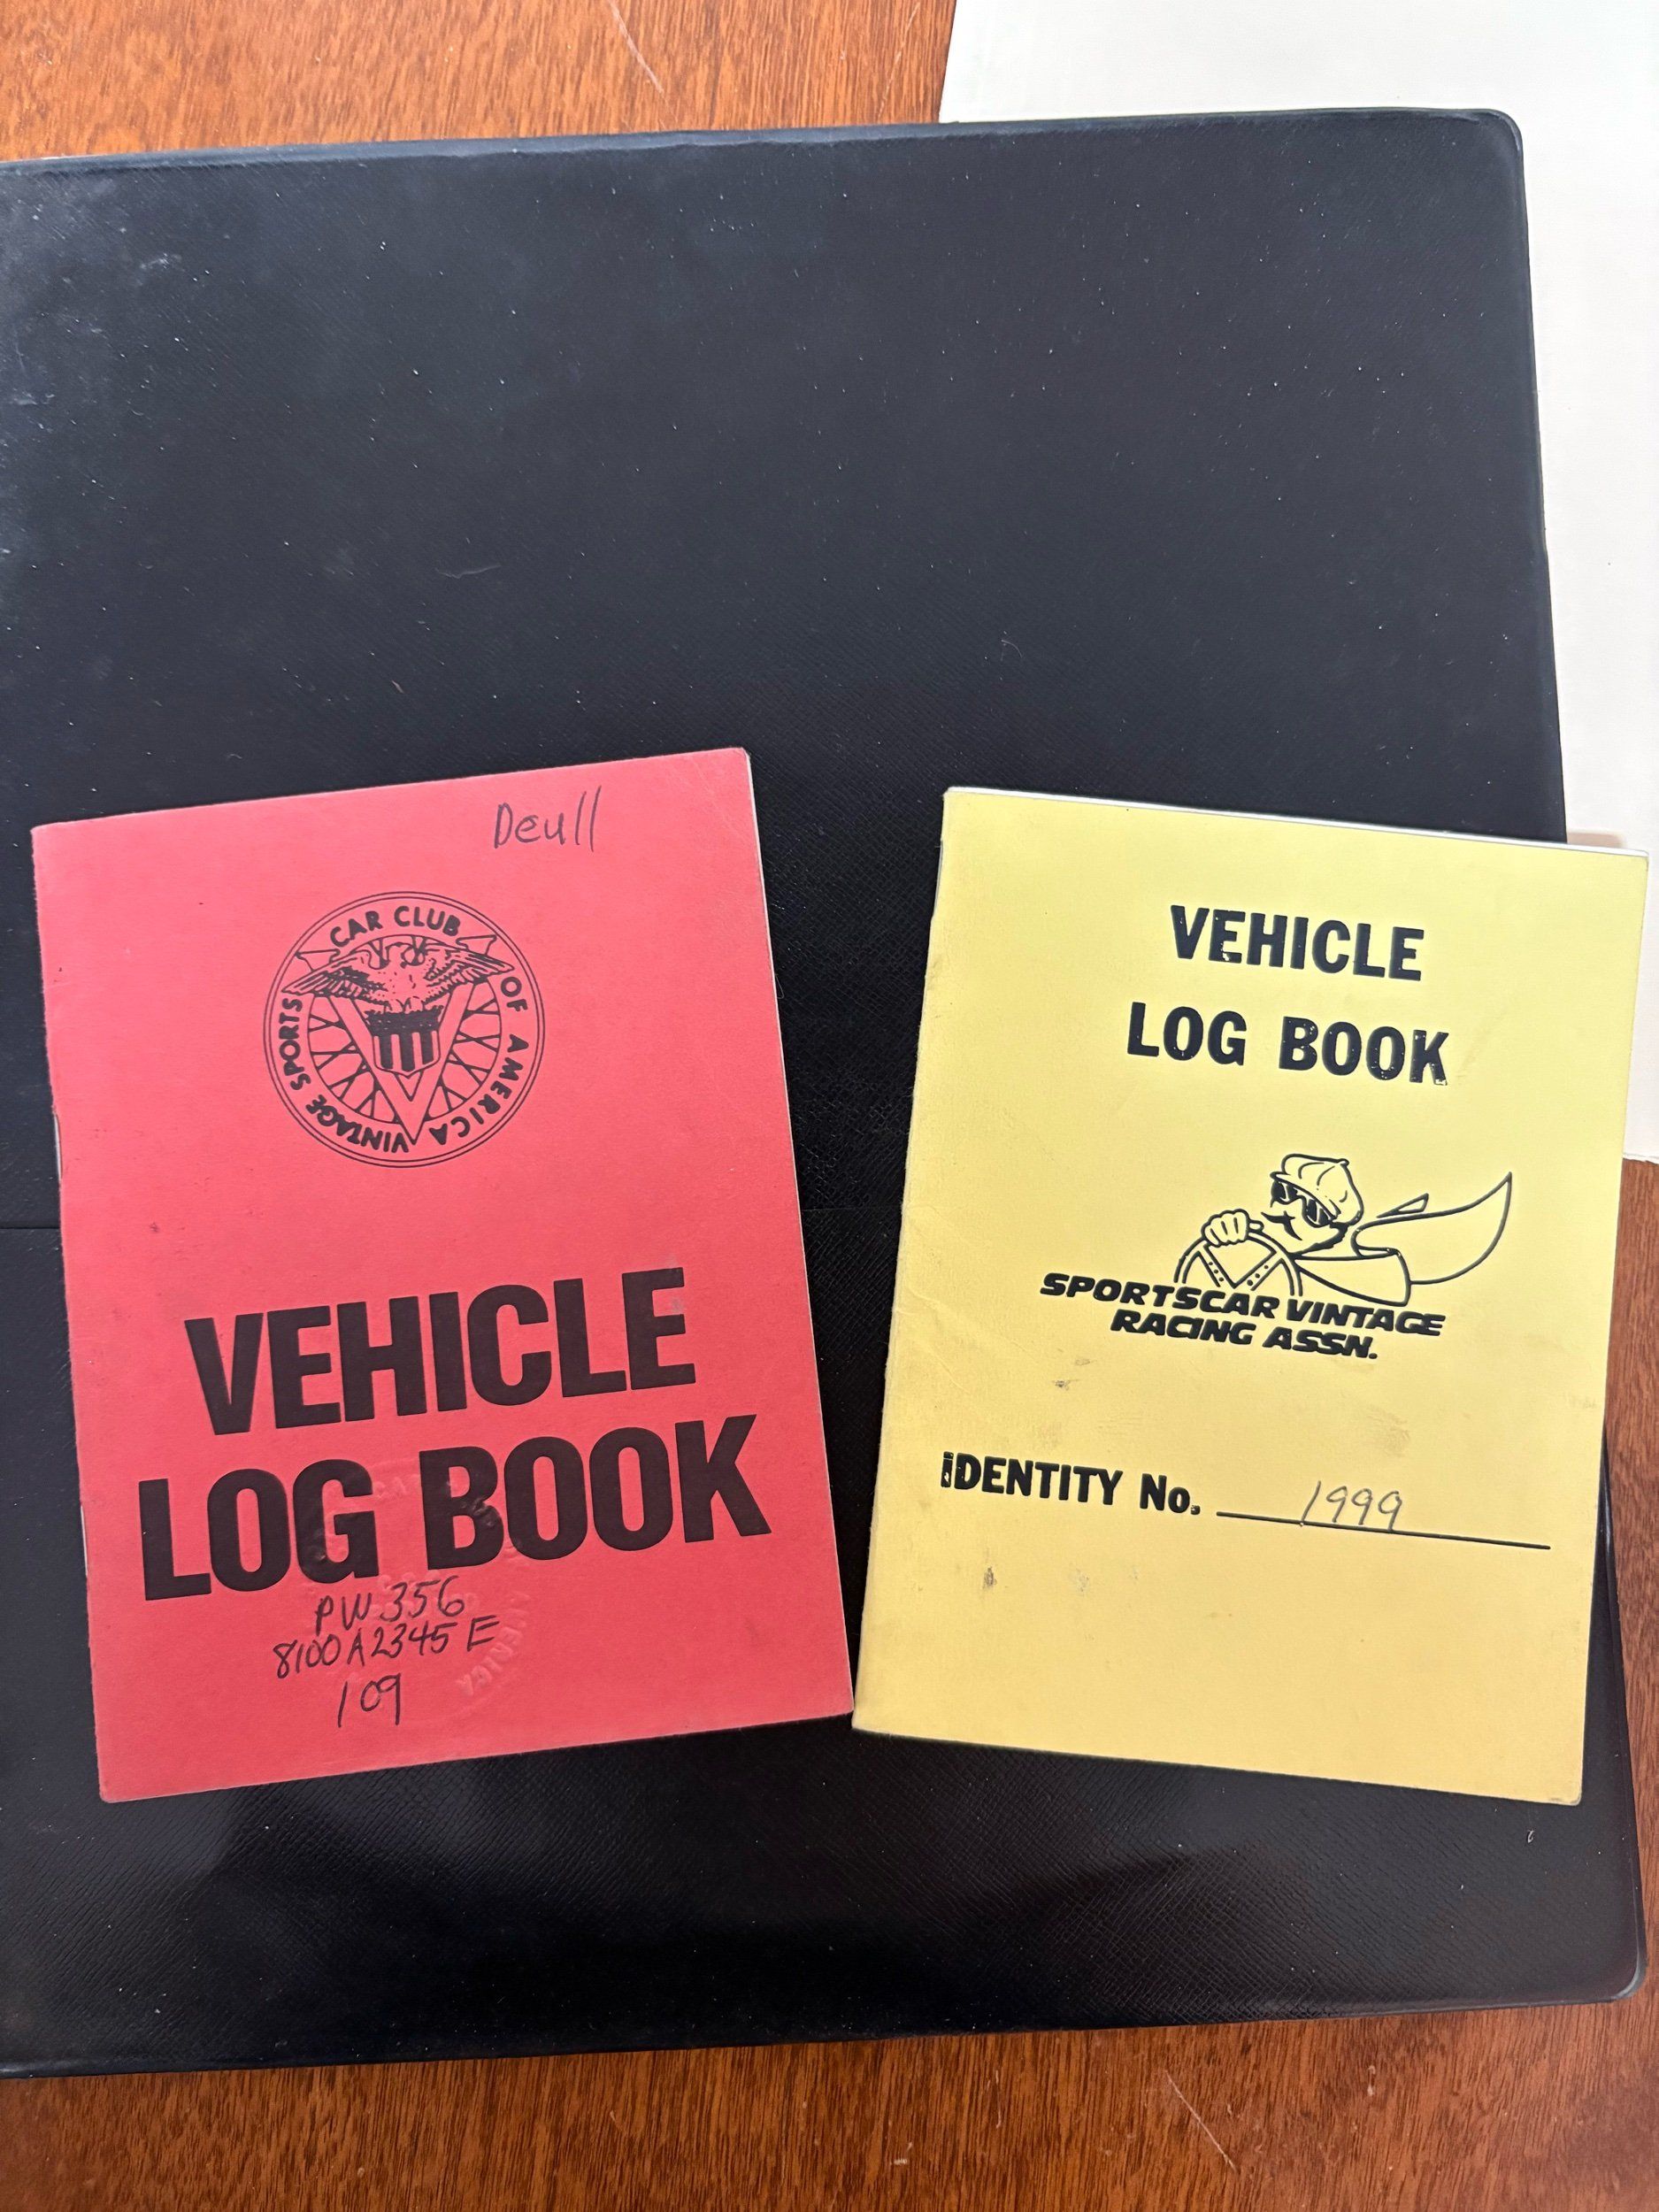 Deull
VINTAGE SPORTS CAR CLUB OF AMERICA
VEHICLE
LOG BOOK
PW 356
8100A2345E
109
VEHICLE
LOG BOOK
SPORTSCAR VINTAGE
RACING ASSN.
IDENTITY No. 1999